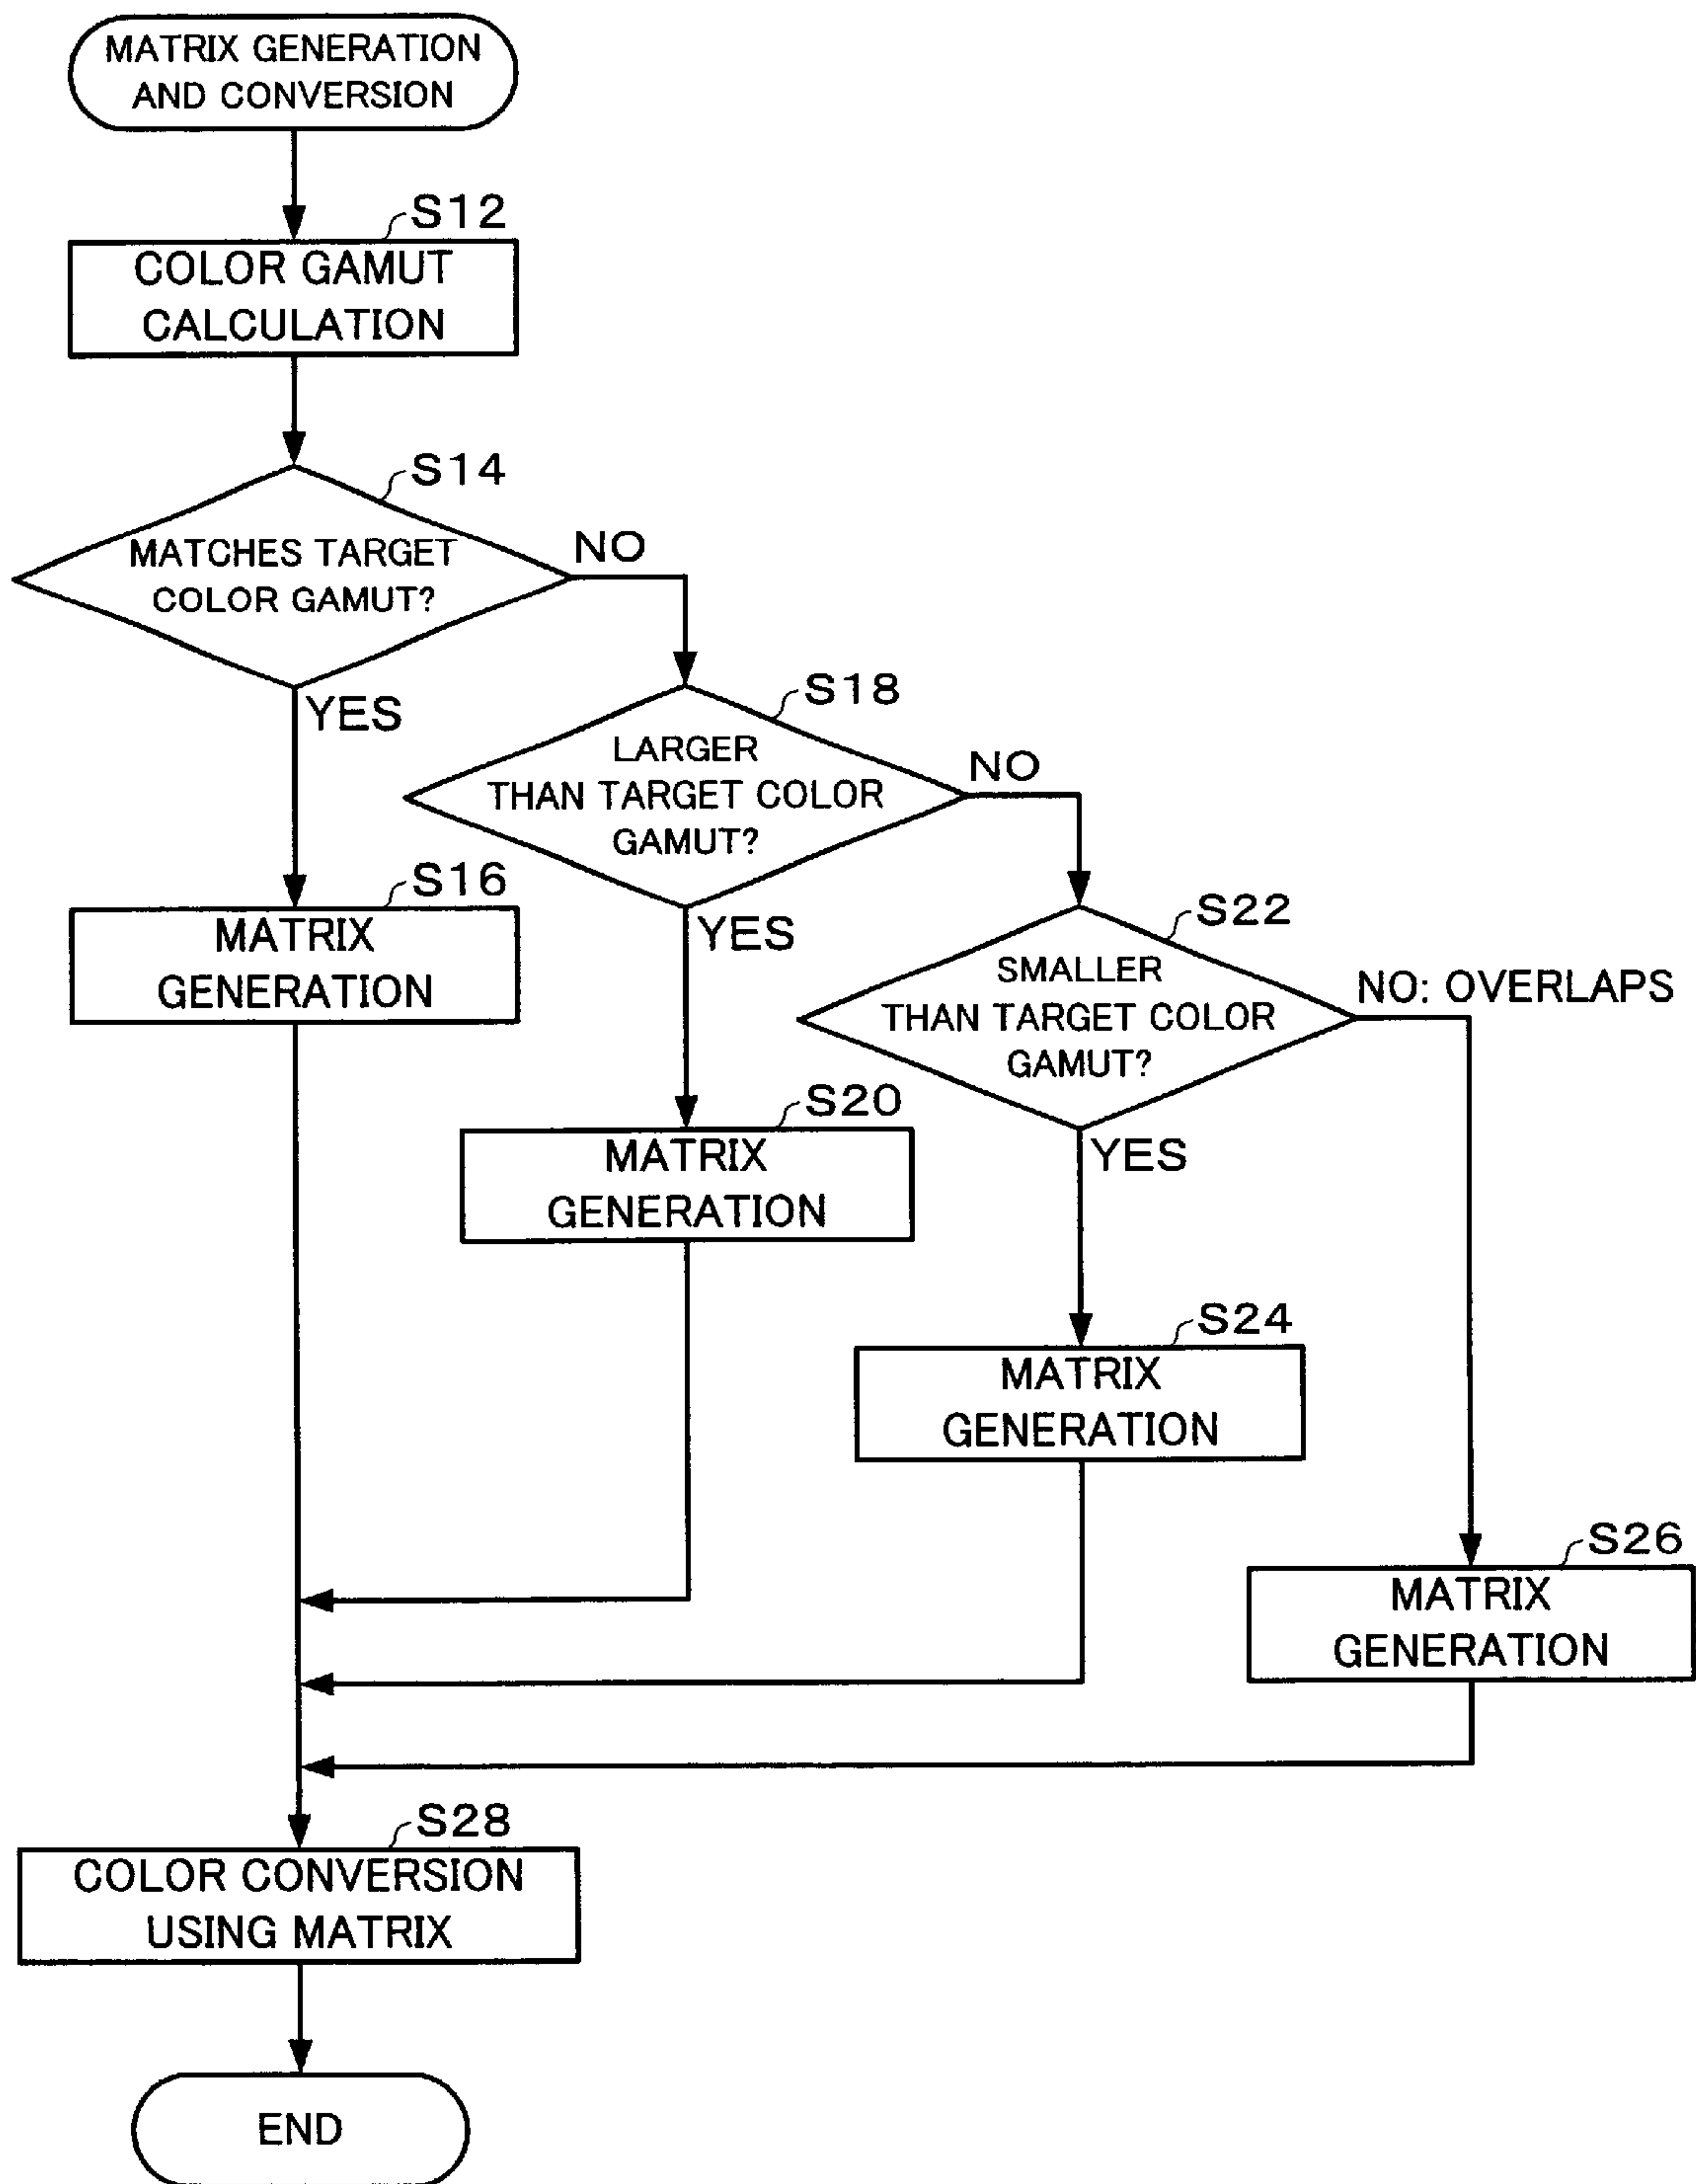 MATRIX GENERATION
AND CONVERSION
S12
COLOR GAMUT
CALCULATION
S14
MATCHES TARGET
COLOR GAMUT?
NO
YES
S18
LARGER
THAN TARGET COLOR
GAMUT?
NO
YES
S16
MATRIX
GENERATION
S22
SMALLER
THAN TARGET COLOR
GAMUT?
NO: OVERLAPS
YES
S20
MATRIX
GENERATION
S24
MATRIX
GENERATION
S26
MATRIX
GENERATION
S28
COLOR CONVERSION
USING MATRIX
END